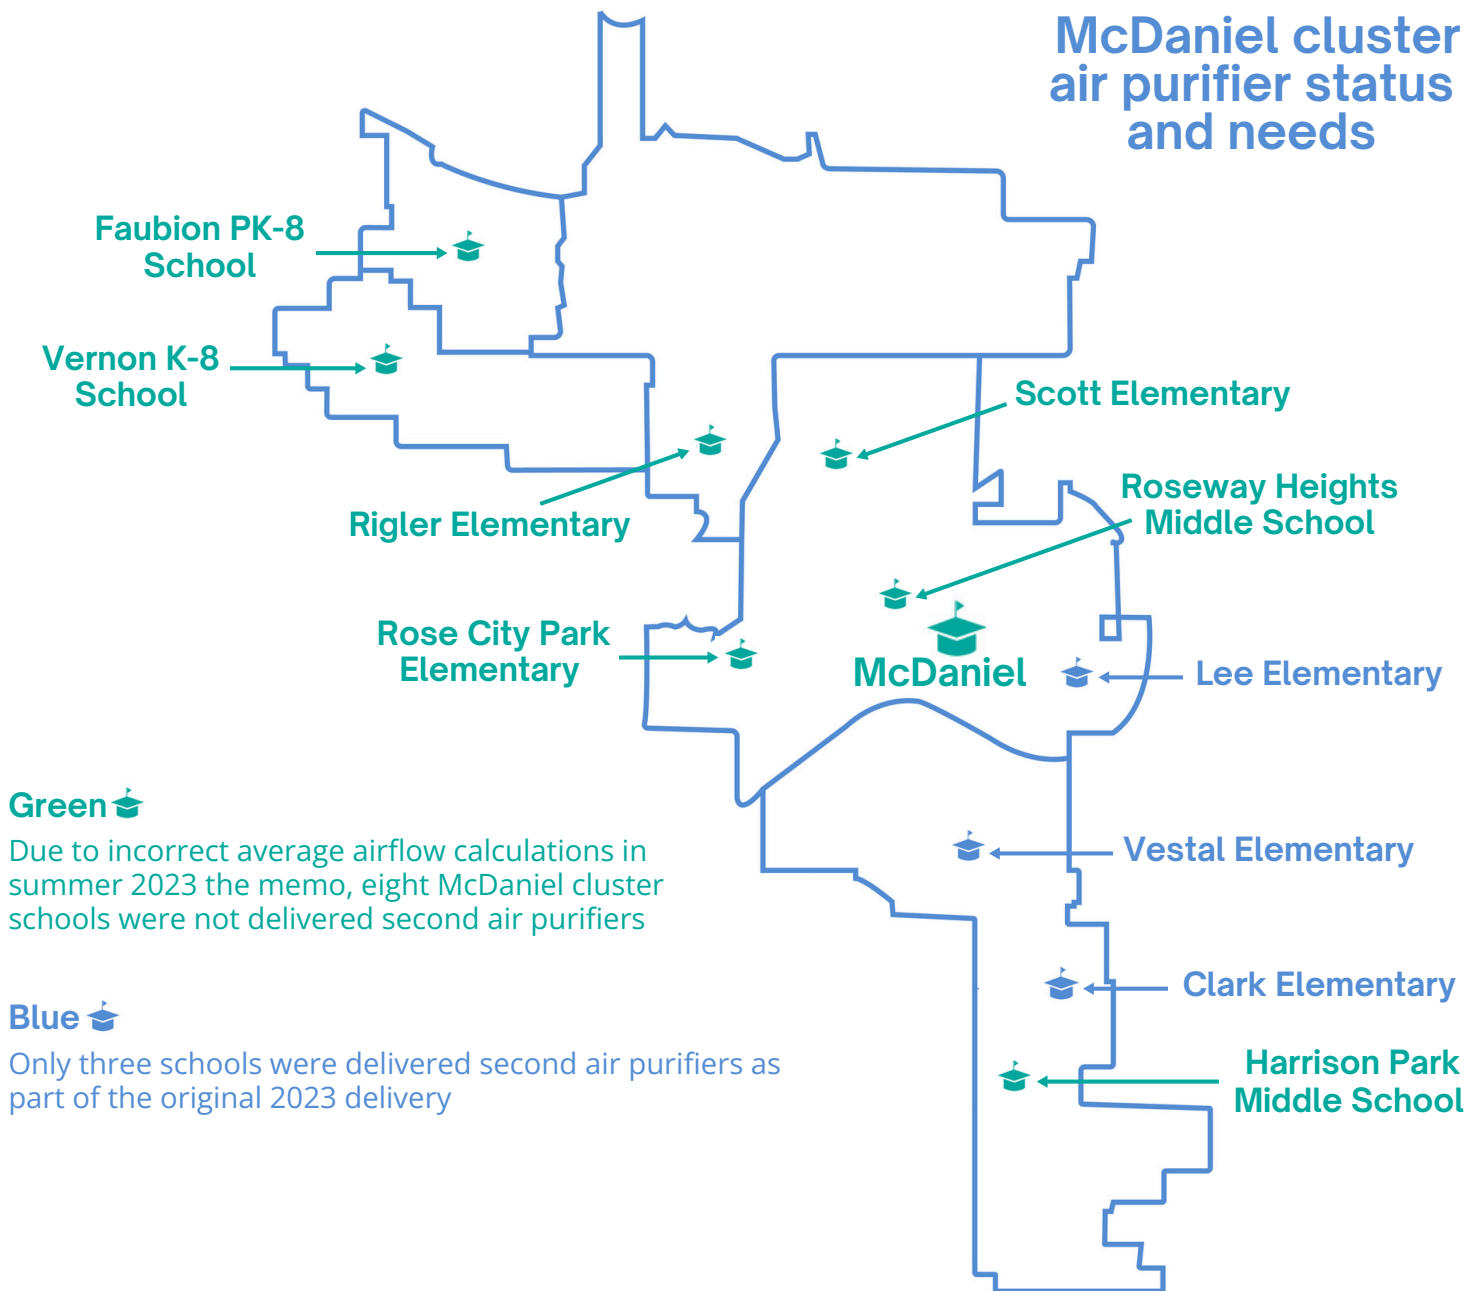 McDaniel cluster
air purifier status
and needs
Faubion PK-8
School
Vernon K-8
School
Scott Elementary
Roseway Heights
Middle School
Rigler Elementary
Rose City Park
Elementary
McDaniel
Lee Elementary
Green
Due to incorrect average airflow calculations in
summer 2023 the memo, eight McDaniel cluster
schools were not delivered second air purifiers
Vestal Elementary
Clark Elementary
Blue
Only three schools were delivered second air purifiers as
part of the original 2023 delivery
Harrison Park
Middle School